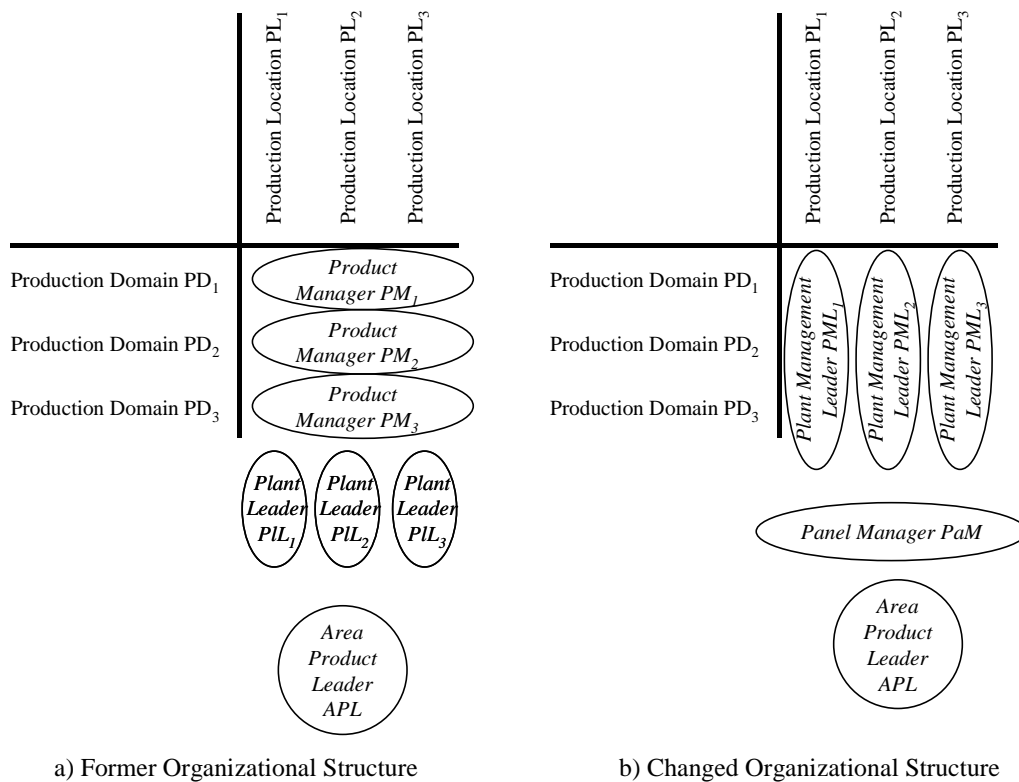 Production Location PL1
Production Location PL2
Production Location PL3
Production Domain PD1
Production Domain PD2
Production Domain PD3
Product
Manager PM1
Product
Manager PM2
Product
Manager PM3
Plant
Leader
PlL1
Plant
Leader
PlL2
Plant
Leader
PlL3
Area
Product
Leader
APL
a) Former Organizational Structure
Production Location PL1
Production Location PL2
Production Location PL3
Production Domain PD1
Production Domain PD2
Production Domain PD3
Plant Management
Leader PML1
Plant Management
Leader PML2
Plant Management
Leader PML3
Panel Manager PaM
Area
Product
Leader
APL
b) Changed Organizational Structure